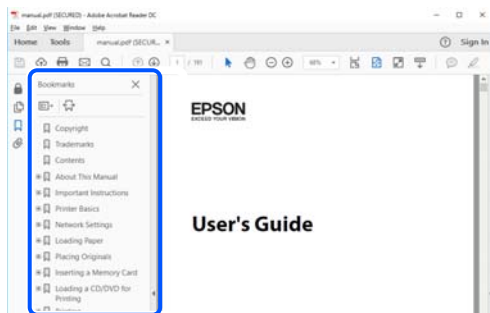 manual.pdf (SECURED) - Adobe Acrobat Reader DC
File Edit View Window Help
Home Tools manual.pdf (SECUR... × Sign In
1 / 191
Bookmarks
Copyright
Trademarks
Contents
About This Manual
Important Instructions
Printer Basics
Network Settings
Loading Paper
Placing Originals
Inserting a Memory Card
Loading a CD/DVD for
Printing
Printing
EPSON
EXCEED YOUR VISION
User's Guide